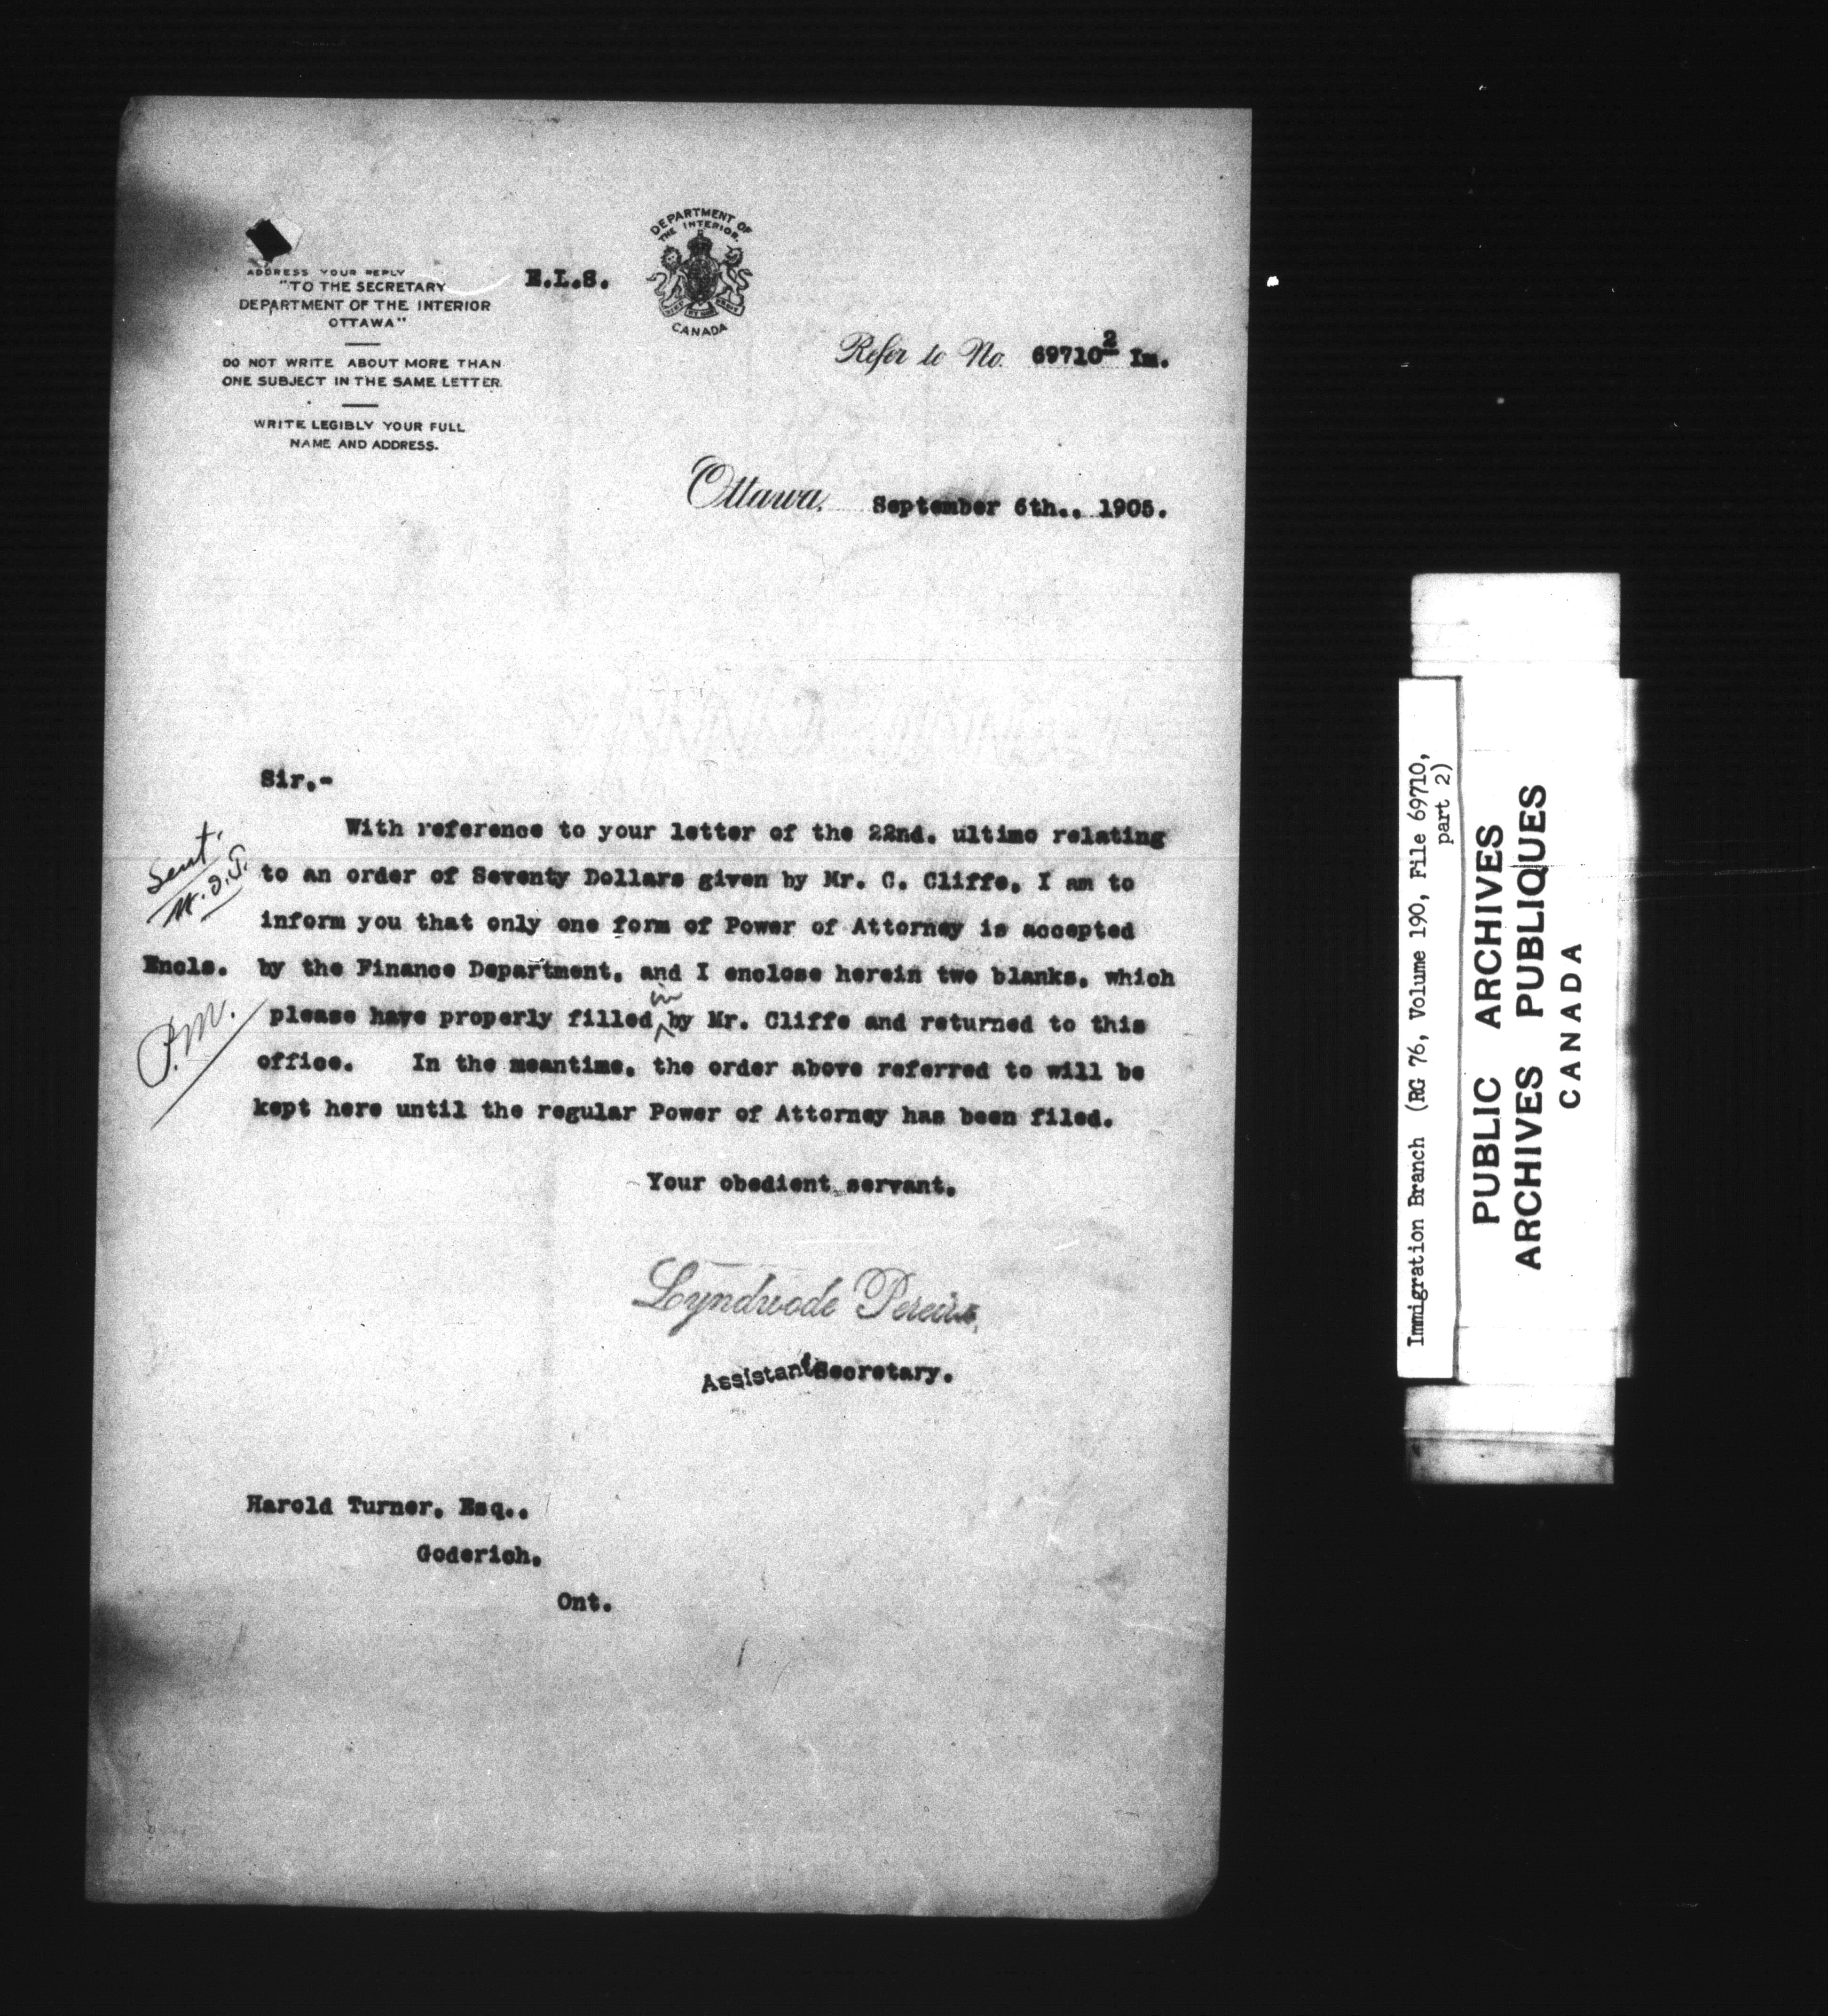 ADDRESS YOUR REPLY
"TO THE SECRETARY
DEPARTMENT OF THE INTERIOR
OTTAWA"
DO NOT WRITE ABOUT MORE THAN
ONE SUBJECT IN THE SAME LETTER.
WRITE LEGIBLY YOUR FULL
NAME AND ADDRESS.
E.L.S.
DEPARTMENT OF
THE INTERIOR.
CANADA
Refer to No. 69710² Im.
Ottawa, September 6th., 1905.
Sir,-
With reference to your letter of the 22nd. ultimo relating
to an order of Seventy Dollars given by Mr. C. Cliffe, I am to
inform you that only one form of Power of Attorney is accepted
by the Finance Department, and I enclose herein two blanks, which
please have properly filled in by Mr. Cliffe and returned to this
office. In the meantime, the order above referred to will be
kept here until the regular Power of Attorney has been filed.
Sent.
Encls.
P.M.
Your obedient servant,
Lyndwode Pereira,
Assistant Secretary.
Harold Turner, Esq.,
Goderich,
Ont.
Immigration Branch (RG 76, Volume 190, File 69710,
part 2)
PUBLIC ARCHIVES
ARCHIVES PUBLIQUES
CANADA